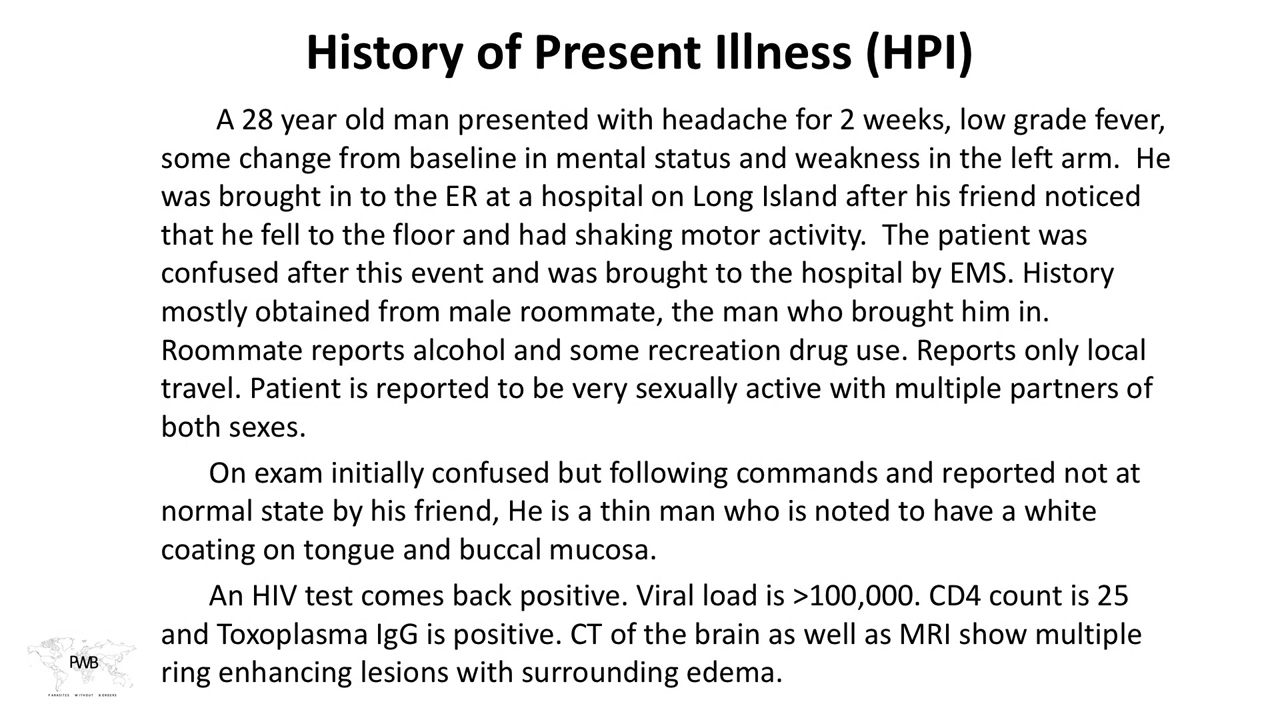 History of Present Illness (HPI)
A 28 year old man presented with headache for 2 weeks, low grade fever,
some change from baseline in mental status and weakness in the left arm.  He
was brought in to the ER at a hospital on Long Island after his friend noticed
that he fell to the floor and had shaking motor activity.  The patient was
confused after this event and was brought to the hospital by EMS. History
mostly obtained from male roommate, the man who brought him in.
Roommate reports alcohol and some recreation drug use. Reports only local
travel. Patient is reported to be very sexually active with multiple partners of
both sexes.
On exam initially confused but following commands and reported not at
normal state by his friend, He is a thin man who is noted to have a white
coating on tongue and buccal mucosa.
An HIV test comes back positive. Viral load is >100,000. CD4 count is 25
and Toxoplasma IgG is positive. CT of the brain as well as MRI show multiple
ring enhancing lesions with surrounding edema.
PWB
PARASITES WITHOUT BORDERS